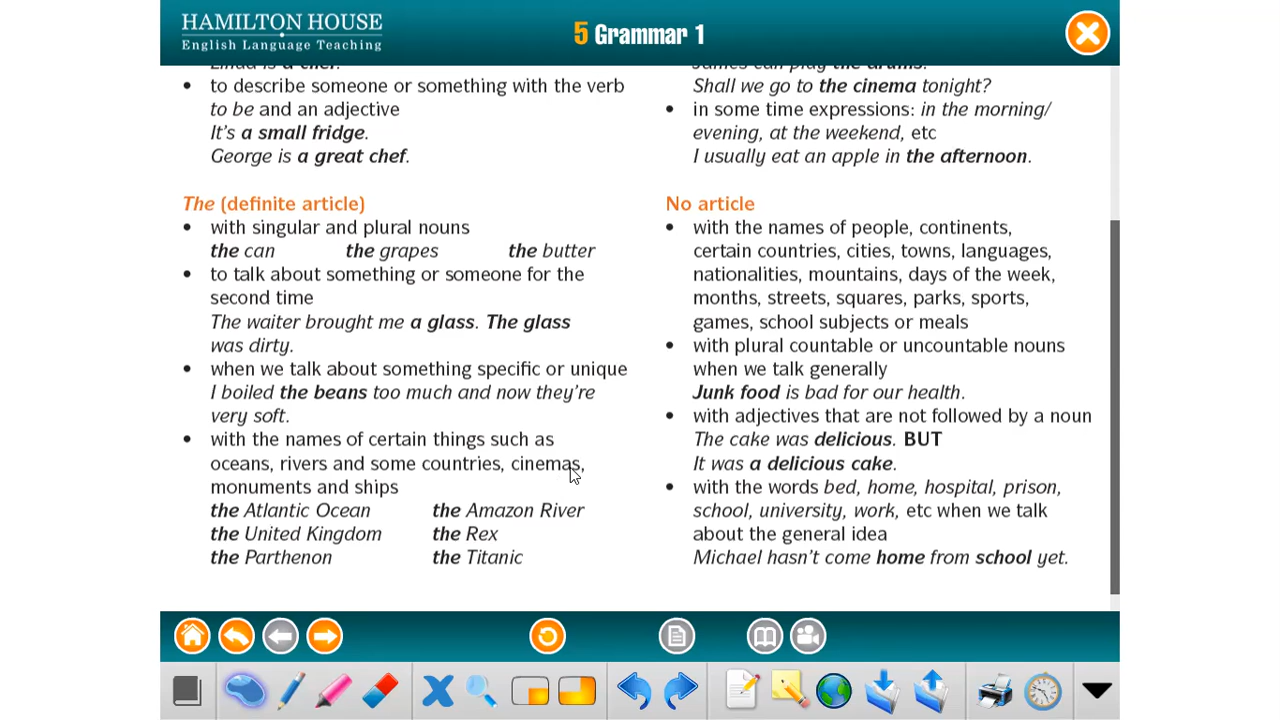 HAMILTON HOUSE
English Language Teaching
5 Grammar 1
Linda is a chef.
• to describe someone or something with the verb
to be and an adjective
It's a small fridge.
George is a great chef.
The (definite article)
• with singular and plural nouns
the can the grapes the butter
• to talk about something or someone for the
second time
The waiter brought me a glass. The glass
was dirty.
• when we talk about something specific or unique
I boiled the beans too much and now they're
very soft.
• with the names of certain things such as
oceans, rivers and some countries, cinemas,
monuments and ships
the Atlantic Ocean the Amazon River
the United Kingdom the Rex
the Parthenon the Titanic
James can play the drums.
Shall we go to the cinema tonight?
• in some time expressions: in the morning/
evening, at the weekend, etc
I usually eat an apple in the afternoon.
No article
• with the names of people, continents,
certain countries, cities, towns, languages,
nationalities, mountains, days of the week,
months, streets, squares, parks, sports,
games, school subjects or meals
• with plural countable or uncountable nouns
when we talk generally
Junk food is bad for our health.
• with adjectives that are not followed by a noun
The cake was delicious. BUT
It was a delicious cake.
• with the words bed, home, hospital, prison,
school, university, work, etc when we talk
about the general idea
Michael hasn't come home from school yet.